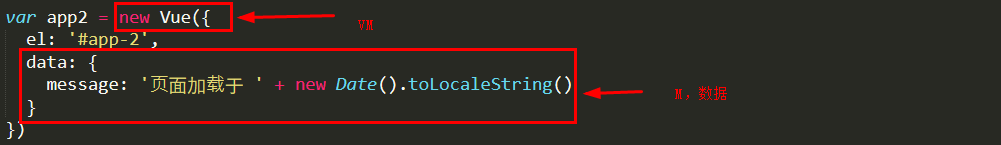 var app2 = new Vue({
VM
el: '#app-2',
data: {
message: '页面加载于 ' + new Date().toLocaleString()
M，数据
}
})